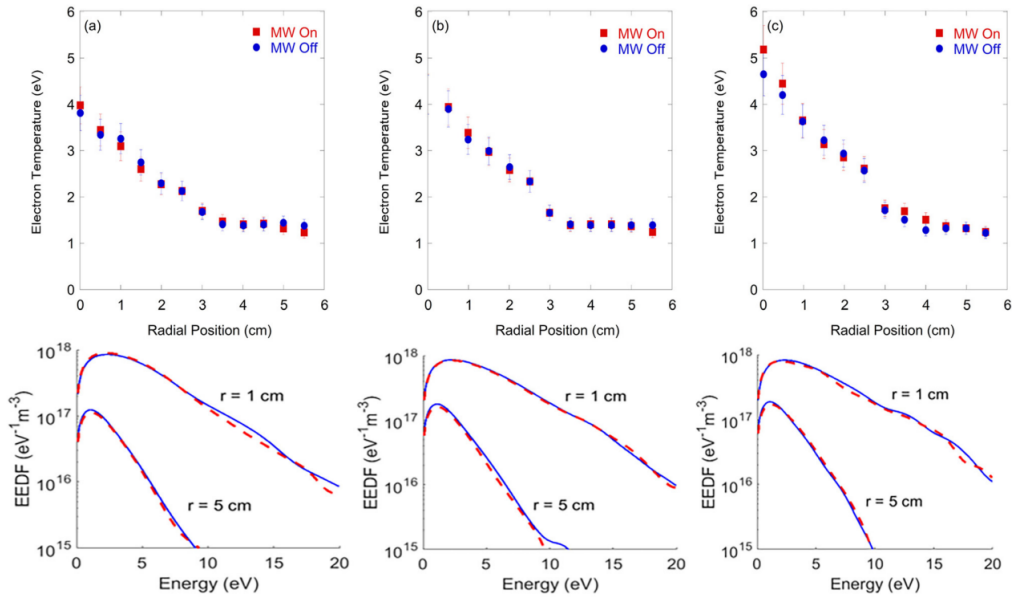 (a)
MW On
MW Off
Electron Temperature (eV)
6
5
4
3
2
1
0
0 1 2 3 4 5 6
Radial Position (cm)
(b)
MW On
MW Off
Electron Temperature (eV)
6
5
4
3
2
1
0
0 1 2 3 4 5 6
Radial Position (cm)
(c)
MW On
MW Off
Electron Temperature (eV)
6
5
4
3
2
1
0
0 1 2 3 4 5 6
Radial Position (cm)
EEDF (eV⁻¹m⁻³)
10¹⁸
10¹⁷
10¹⁶
10¹⁵
r = 1 cm
r = 5 cm
0 5 10 15 20
Energy (eV)
EEDF (eV⁻¹m⁻³)
10¹⁸
10¹⁷
10¹⁶
10¹⁵
r = 1 cm
r = 5 cm
0 5 10 15 20
Energy (eV)
EEDF (eV⁻¹m⁻³)
10¹⁸
10¹⁷
10¹⁶
10¹⁵
r = 1 cm
r = 5 cm
0 5 10 15 20
Energy (eV)